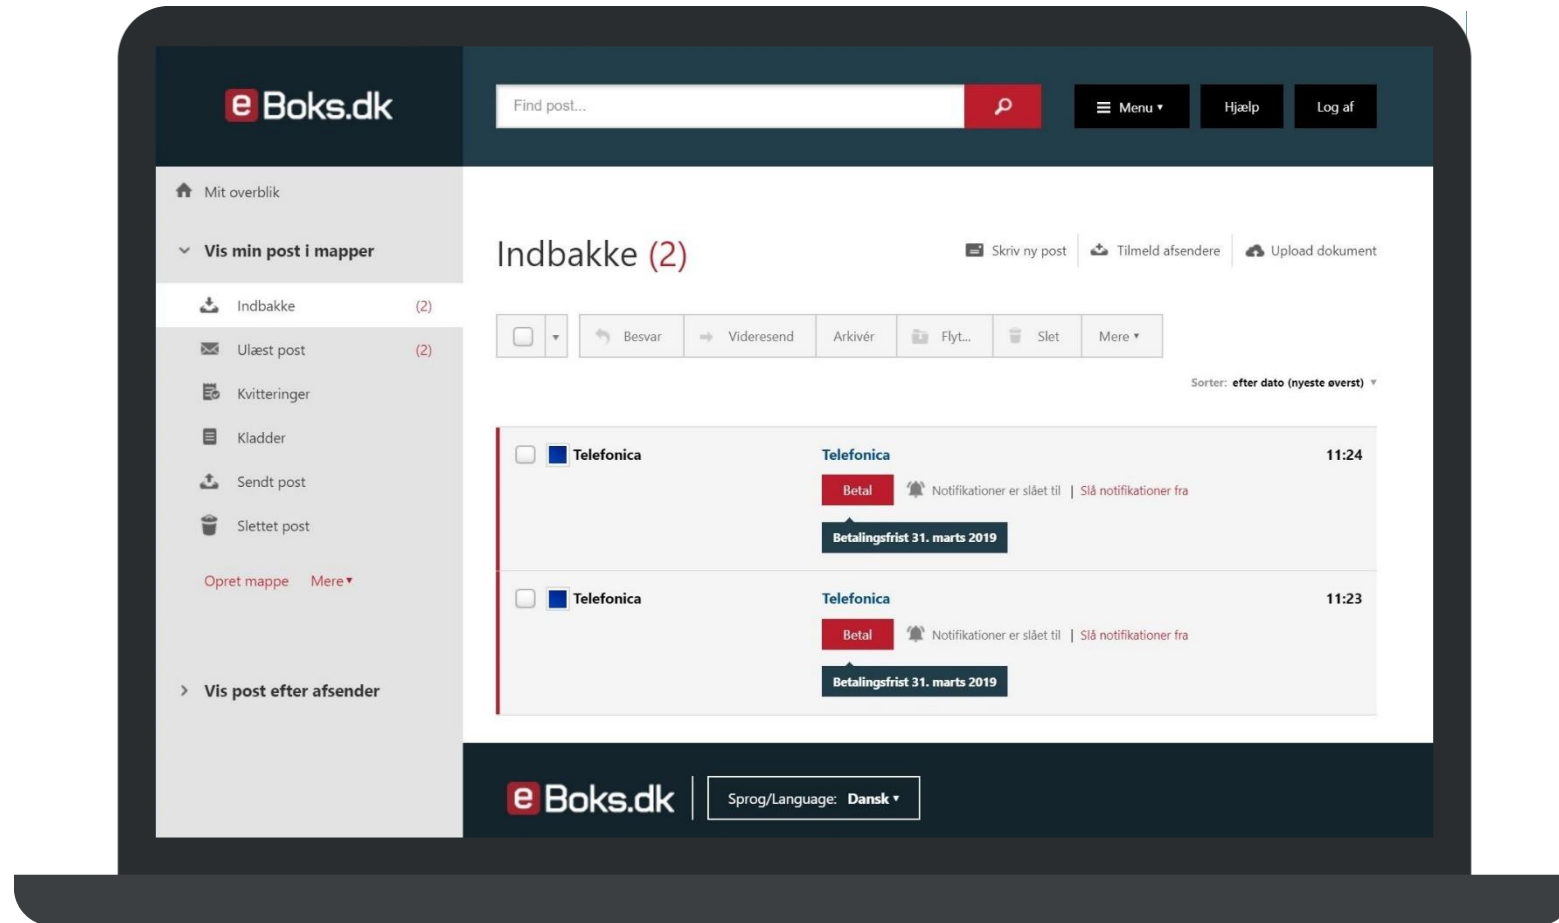 e Boks.dk
Find post...
Menu
Hjælp
Log af
Mit overblik
Vis min post i mapper
Indbakke (2)
Ulæst post (2)
Kvitteringer
Kladder
Sendt post
Slettet post
Opret mappe Mere
Vis post efter afsender
Indbakke (2)
Skriv ny post
Tilmeld afsendere
Upload dokument
Besvar
Videresend
Arkivér
Flyt...
Slet
Mere
Sorter: efter dato (nyeste øverst)
Telefonica Telefonica 11:24
Betal Notifikationer er slået til | Slå notifikationer fra
Betalingsfrist 31. marts 2019
Telefonica Telefonica 11:23
Betal Notifikationer er slået til | Slå notifikationer fra
Betalingsfrist 31. marts 2019
e Boks.dk
Sprog/Language: Dansk